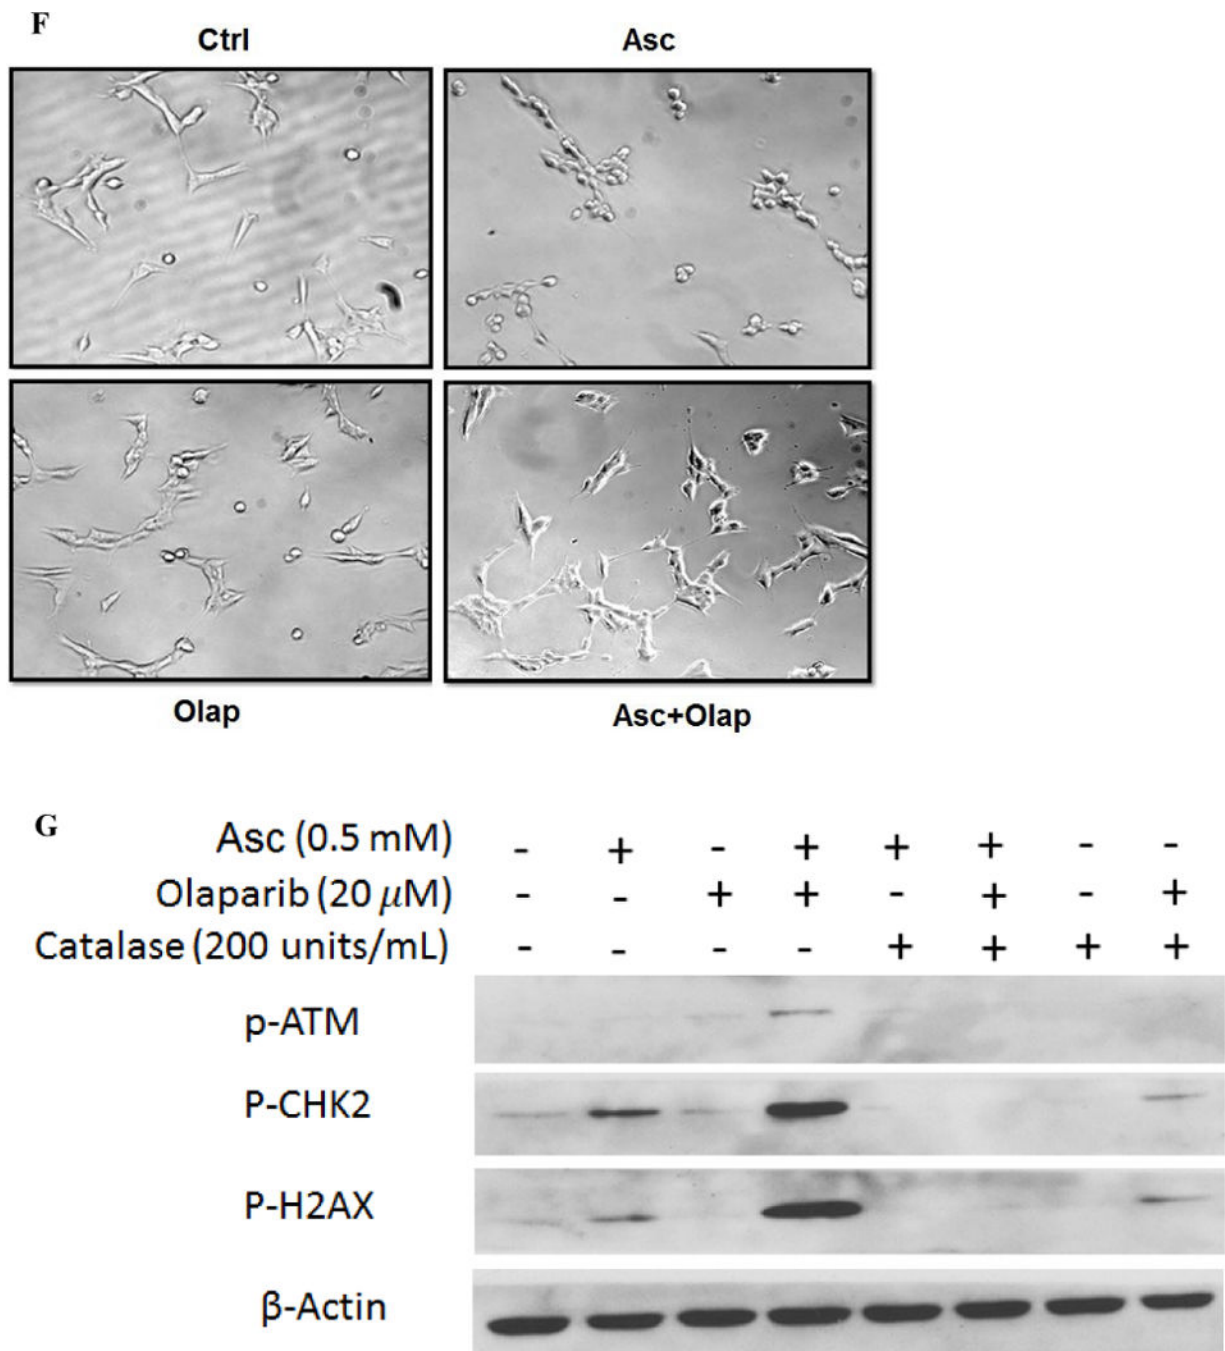 F
Ctrl Asc
Olap Asc+Olap
G
Asc (0.5 mM) - + - + + + - -
Olaparib (20 μM) - - + + - + - +
Catalase (200 units/mL) - - - - + + + +
p-ATM
P-CHK2
P-H2AX
β-Actin